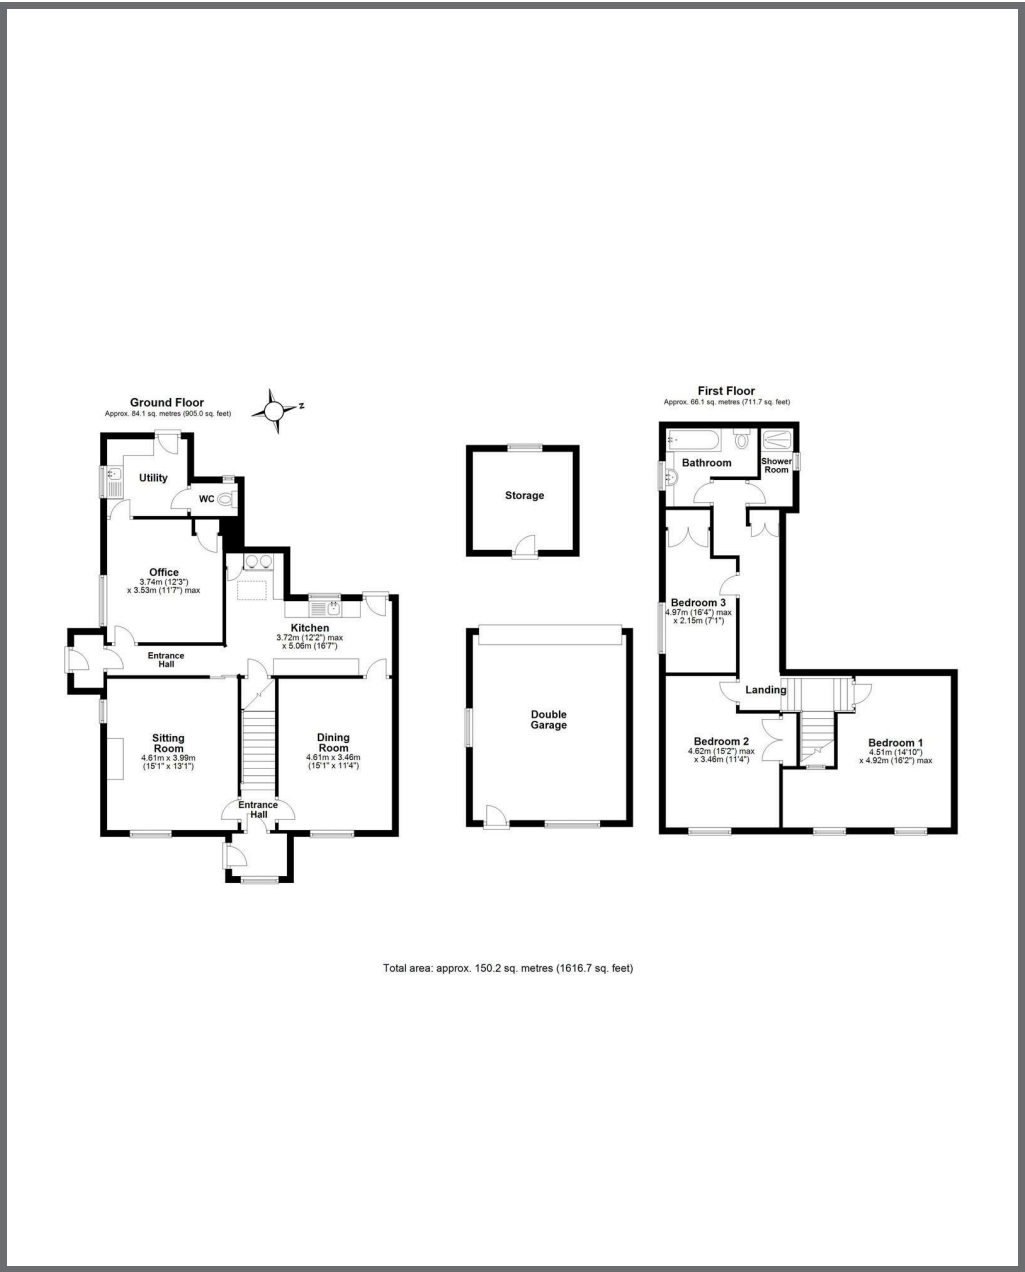 Ground Floor
Approx. 84.1 sq. metres (905.0 sq. feet)
Z
Utility
WC
Office
3.74m (12'3")
x 3.53m (11'7") max
Kitchen
3.72m (12'2") max
x 5.06m (16'7")
Entrance
Hall
Sitting
Room
4.61m x 3.99m
(15'1" x 13'1")
Dining
Room
4.61m x 3.46m
(15'1" x 11'4")
Entrance
Hall
Storage
Double
Garage
First Floor
Approx. 66.1 sq. metres (711.7 sq. feet)
Bathroom
Shower
Room
Bedroom 3
4.97m (16'4") max
x 2.15m (7'1")
Landing
Bedroom 2
4.62m (15'2") max
x 3.46m (11'4")
Bedroom 1
4.51m (14'10")
x 4.92m (16'2") max
Total area: approx. 150.2 sq. metres (1616.7 sq. feet)